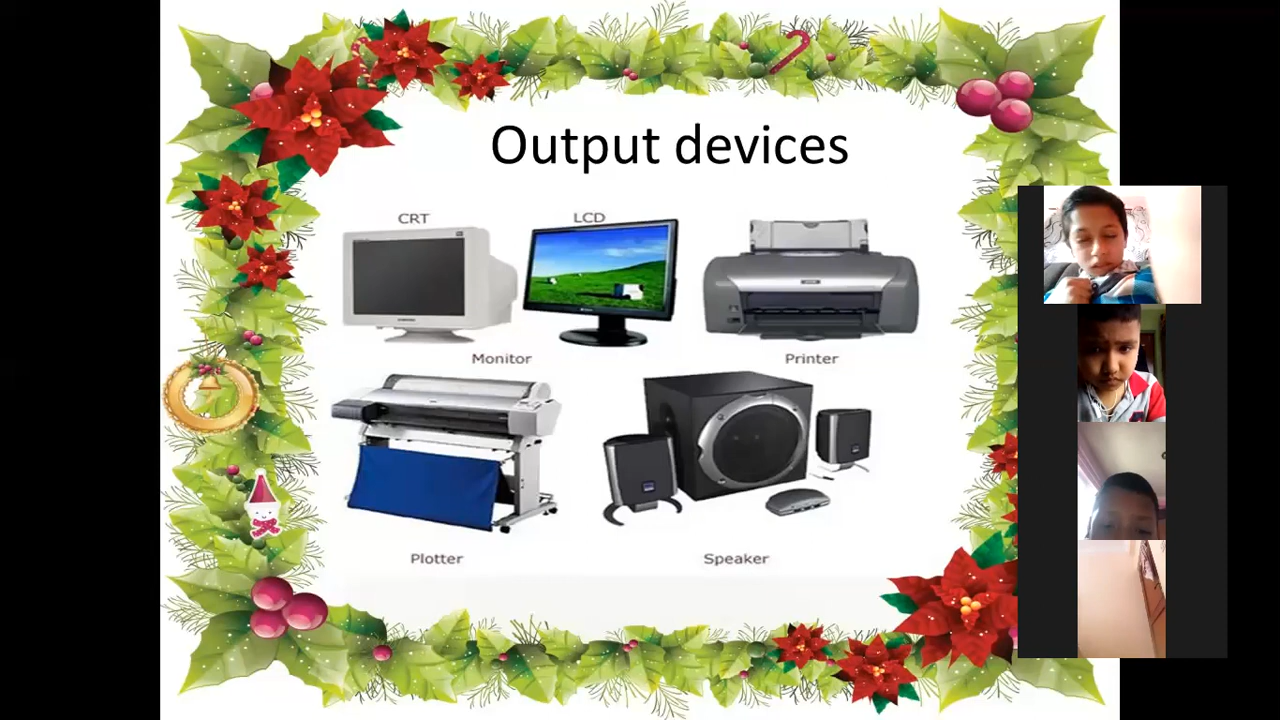 Output devices
CRT
LCD
Monitor
Printer
Plotter
Speaker